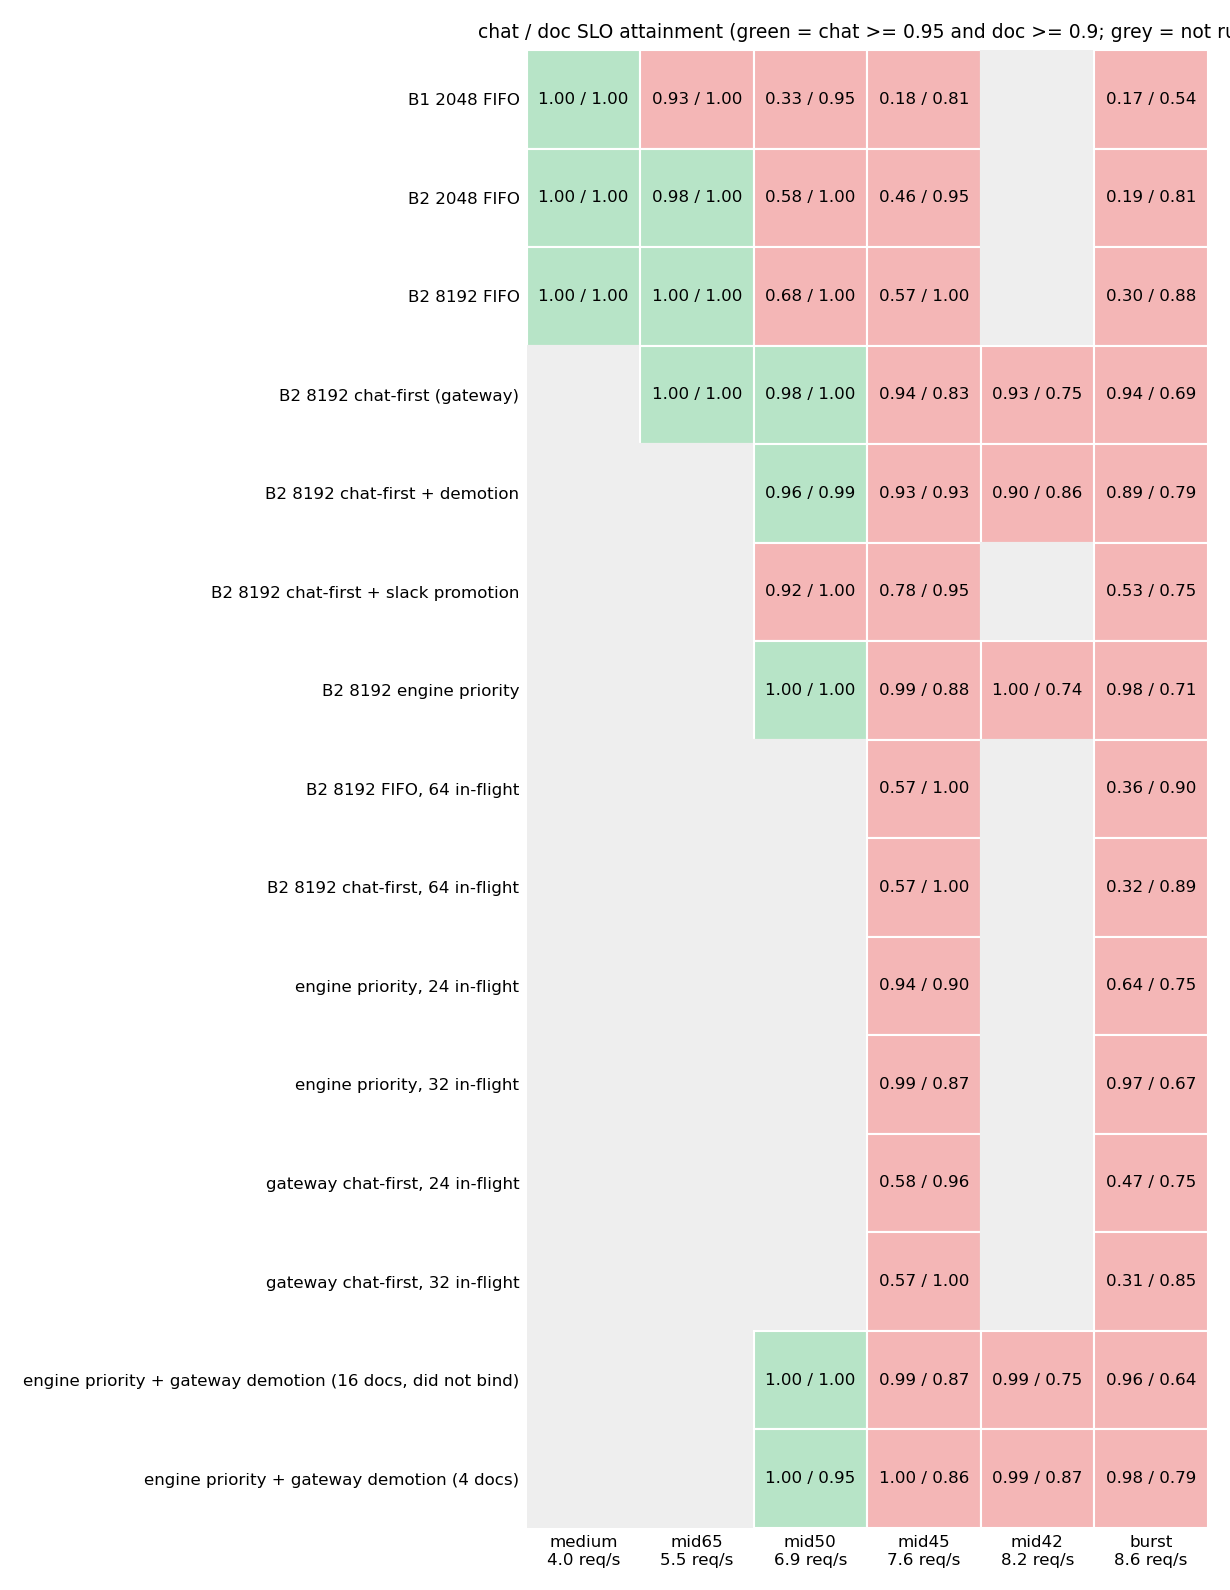 chat / doc SLO attainment (green = chat >= 0.95 and doc >= 0.9; grey = not
B1 2048 FIFO 1.00 / 1.00 0.93 / 1.00 0.33 / 0.95 0.18 / 0.81 0.17 / 0.54
B2 2048 FIFO 1.00 / 1.00 0.98 / 1.00 0.58 / 1.00 0.46 / 0.95 0.19 / 0.81
B2 8192 FIFO 1.00 / 1.00 1.00 / 1.00 0.68 / 1.00 0.57 / 1.00 0.30 / 0.88
B2 8192 chat-first (gateway) 1.00 / 1.00 0.98 / 1.00 0.94 / 0.83 0.93 / 0.75 0.94 / 0.69
B2 8192 chat-first + demotion 0.96 / 0.99 0.93 / 0.93 0.90 / 0.86 0.89 / 0.79
B2 8192 chat-first + slack promotion 0.92 / 1.00 0.78 / 0.95 0.53 / 0.75
B2 8192 engine priority 1.00 / 1.00 0.99 / 0.88 1.00 / 0.74 0.98 / 0.71
B2 8192 FIFO, 64 in-flight 0.57 / 1.00 0.36 / 0.90
B2 8192 chat-first, 64 in-flight 0.57 / 1.00 0.32 / 0.89
engine priority, 24 in-flight 0.94 / 0.90 0.64 / 0.75
engine priority, 32 in-flight 0.99 / 0.87 0.97 / 0.67
gateway chat-first, 24 in-flight 0.58 / 0.96 0.47 / 0.75
gateway chat-first, 32 in-flight 0.57 / 1.00 0.31 / 0.85
engine priority + gateway demotion (16 docs, did not bind) 1.00 / 1.00 0.99 / 0.87 0.99 / 0.75 0.96 / 0.64
engine priority + gateway demotion (4 docs) 1.00 / 0.95 1.00 / 0.86 0.99 / 0.87 0.98 / 0.79
medium mid65 mid50 mid45 mid42 burst
4.0 req/s 5.5 req/s 6.9 req/s 7.6 req/s 8.2 req/s 8.6 req/s